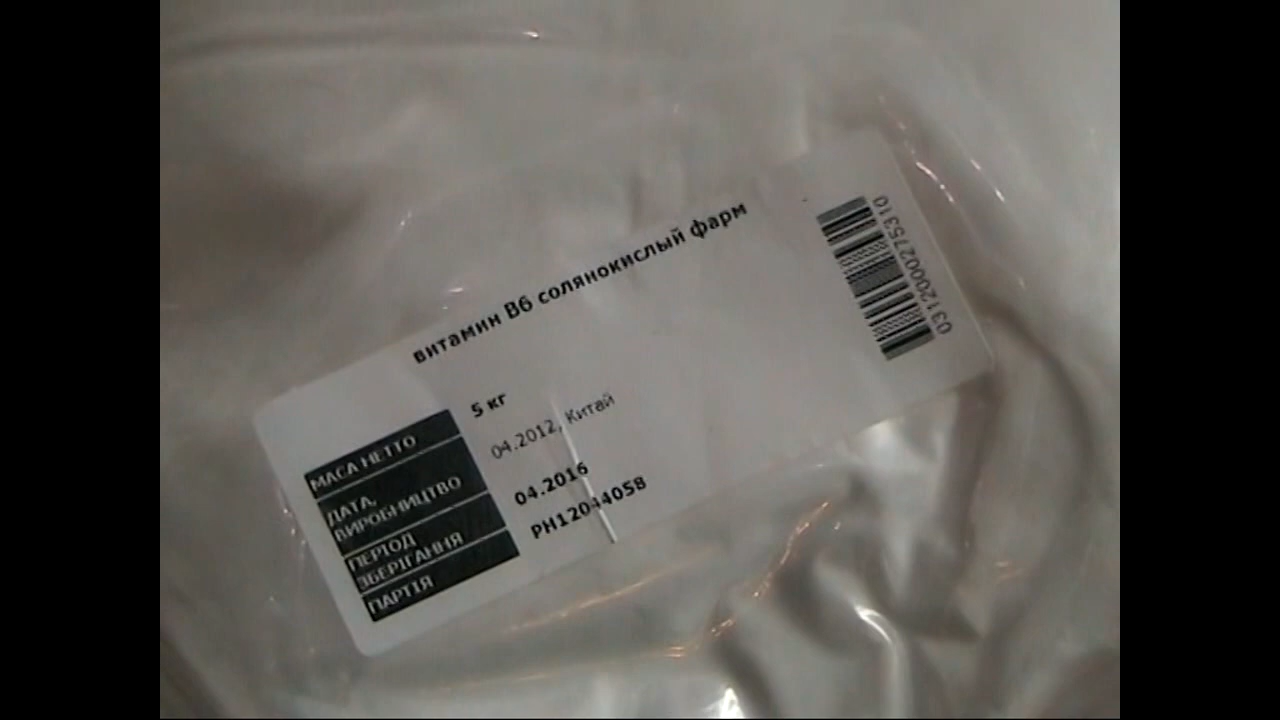 витамин В6 солянокислый фарм
МАСА НЕТТО 5 кг
ДАТА,
ВИРОБНИЦТВО 04.2012, Китай
ПЕРІОД
ЗБЕРІГАННЯ 04.2016
ПАРТІЯ PH12044058
0312000275310